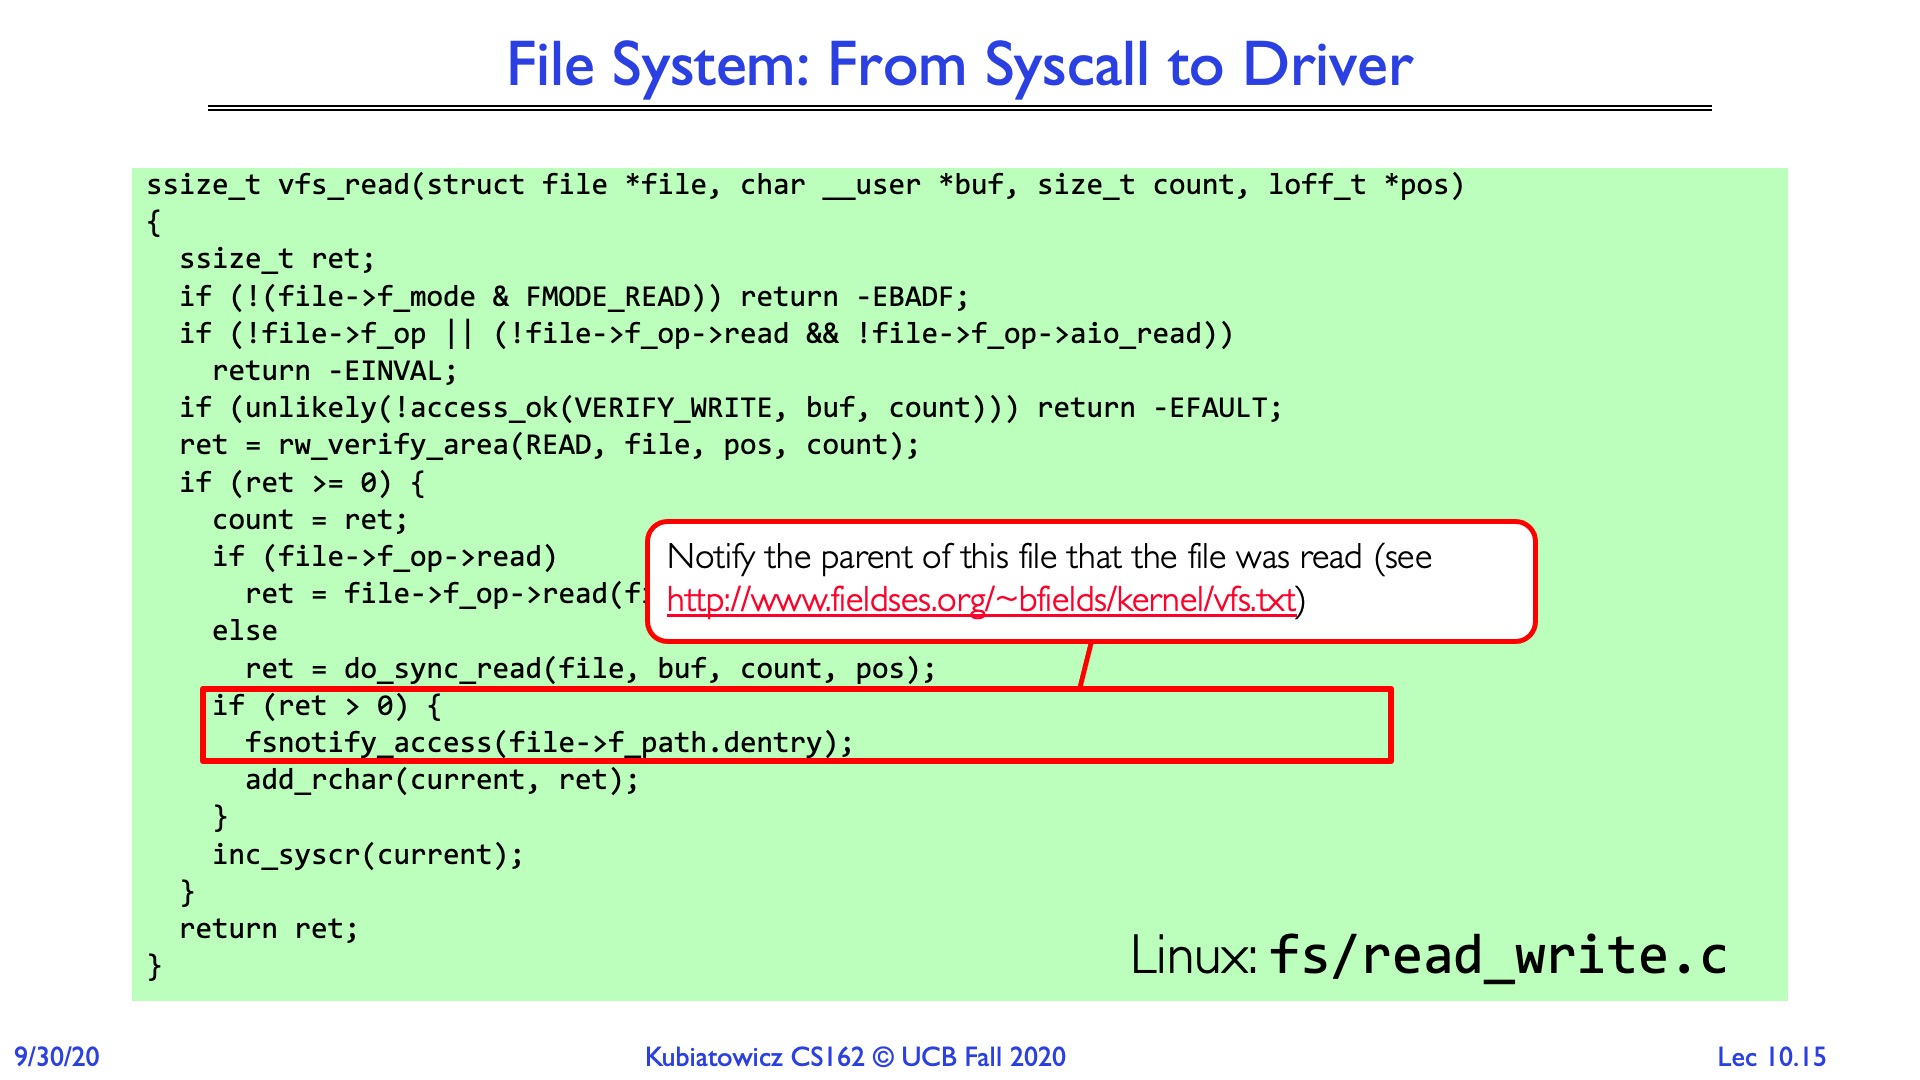 File System: From Syscall to Driver
ssize_t vfs_read(struct file *file, char __user *buf, size_t count, loff_t *pos)
{
  ssize_t ret;
  if (!(file->f_mode & FMODE_READ)) return -EBADF;
  if (!file->f_op || (!file->f_op->read && !file->f_op->aio_read))
    return -EINVAL;
  if (unlikely(!access_ok(VERIFY_WRITE, buf, count))) return -EFAULT;
  ret = rw_verify_area(READ, file, pos, count);
  if (ret >= 0) {
    count = ret;
    if (file->f_op->read)
      ret = file->f_op->read(
    else
      ret = do_sync_read(file, buf, count, pos);
    if (ret > 0) {
      fsnotify_access(file->f_path.dentry);
      add_rchar(current, ret);
    }
    inc_syscr(current);
  }
  return ret;
}
Notify the parent of this file that the file was read (see
http://www.fieldses.org/~bfields/kernel/vfs.txt)
Linux: fs/read_write.c
9/30/20
Kubiatowicz CS162 © UCB Fall 2020
Lec 10.15